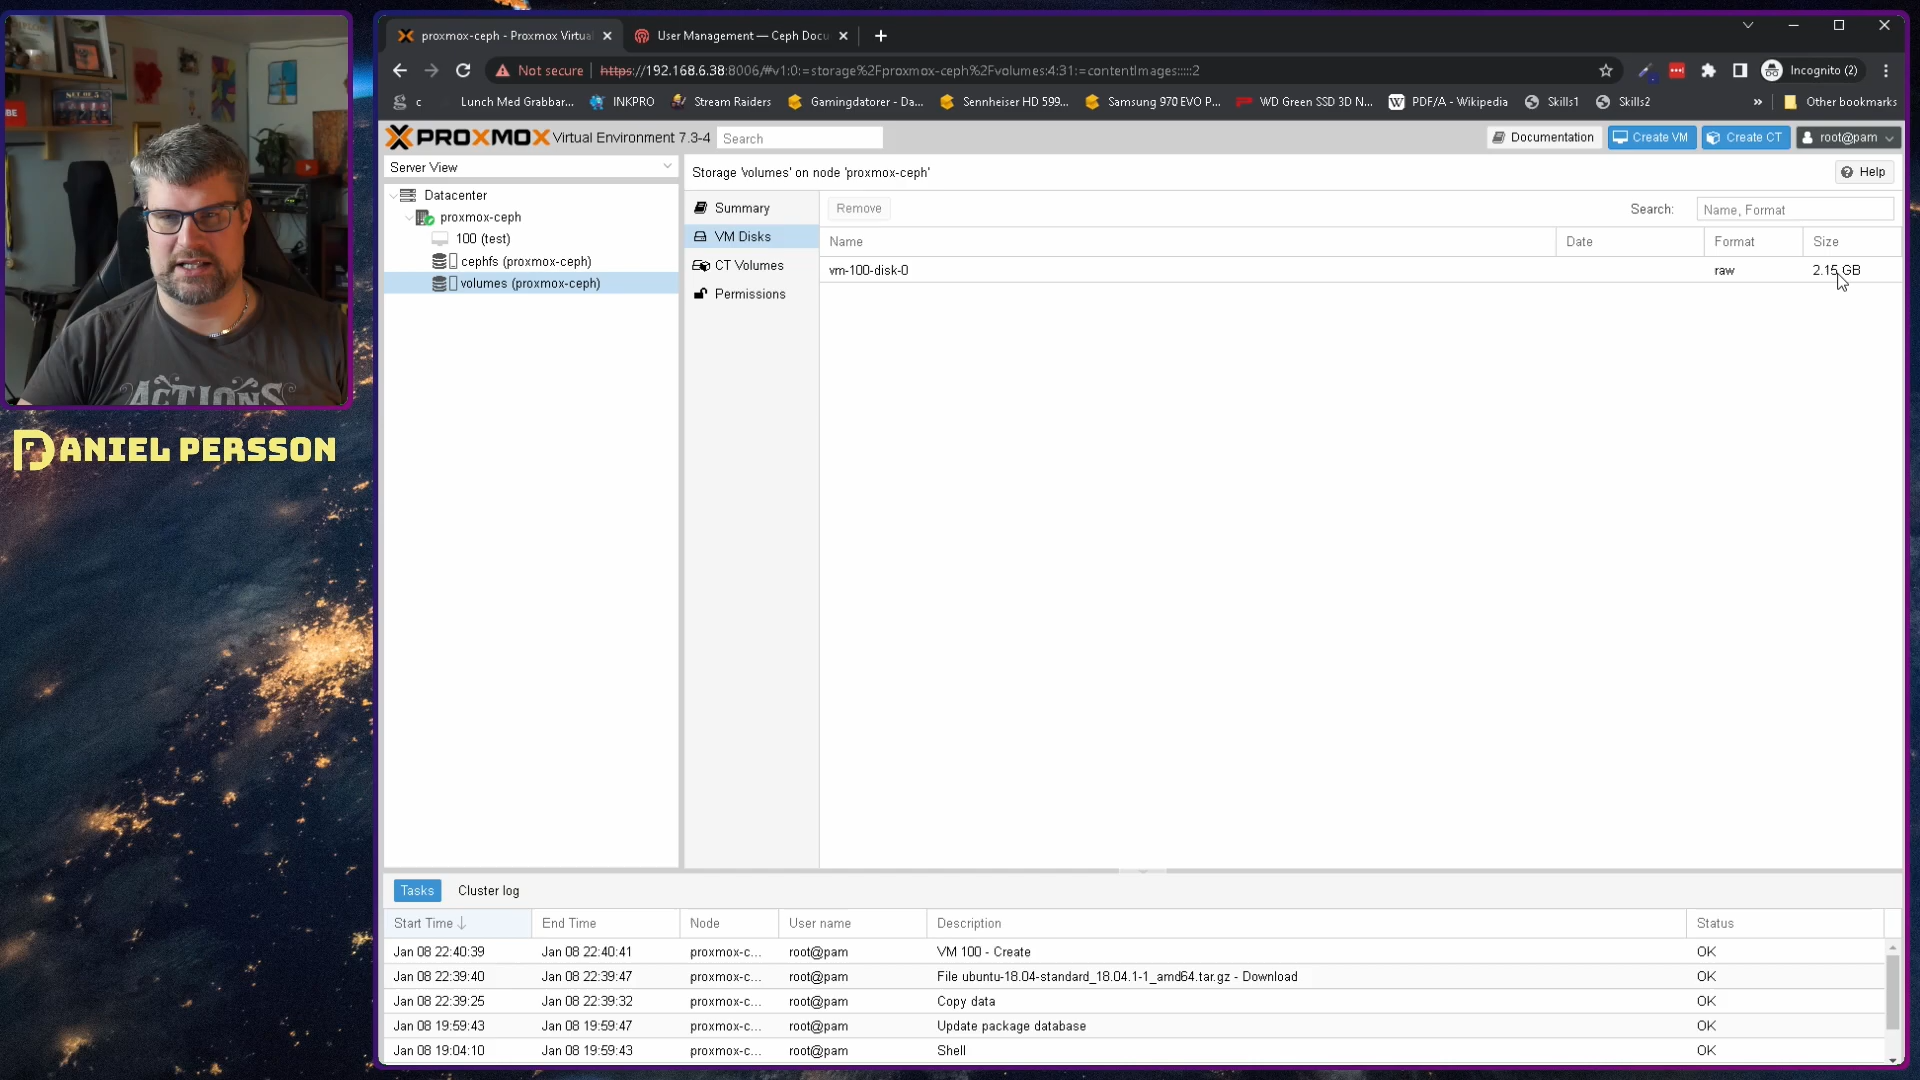 proxmox-ceph - Proxmox Virtua
User Management — Ceph Docu
Not secure
https://192.168.6.38:8006/#v1:0:=storage%2Fproxmox-ceph%2Fvolumes:4:31:=contentImages:::::2
Incognito (2)
c
Lunch Med Grabbar...
INKPRO
Stream Raiders
Gamingdatorer - Da...
Sennheiser HD 599...
Samsung 970 EVO P...
WD Green SSD 3D N...
PDF/A - Wikipedia
Skills1
Skills2
»
Other bookmarks
PROXMOX Virtual Environment 7.3-4
Search
Documentation
Create VM
Create CT
root@pam
Server View
Storage 'volumes' on node 'proxmox-ceph'
Help
Datacenter
proxmox-ceph
100 (test)
cephfs (proxmox-ceph)
volumes (proxmox-ceph)
Summary
VM Disks
CT Volumes
Permissions
Remove
Search:
Name, Format
Name
Date
Format
Size
vm-100-disk-0
raw
2.15 GB
ACTIONS
DANIEL PERSSON
Tasks
Cluster log
Start Time
End Time
Node
User name
Description
Status
Jan 08 22:40:39
Jan 08 22:40:41
proxmox-c...
root@pam
VM 100 - Create
OK
Jan 08 22:39:40
Jan 08 22:39:47
proxmox-c...
root@pam
File ubuntu-18.04-standard_18.04.1-1_amd64.tar.gz - Download
OK
Jan 08 22:39:25
Jan 08 22:39:32
proxmox-c...
root@pam
Copy data
OK
Jan 08 19:59:43
Jan 08 19:59:47
proxmox-c...
root@pam
Update package database
OK
Jan 08 19:04:10
Jan 08 19:59:43
proxmox-c...
root@pam
Shell
OK